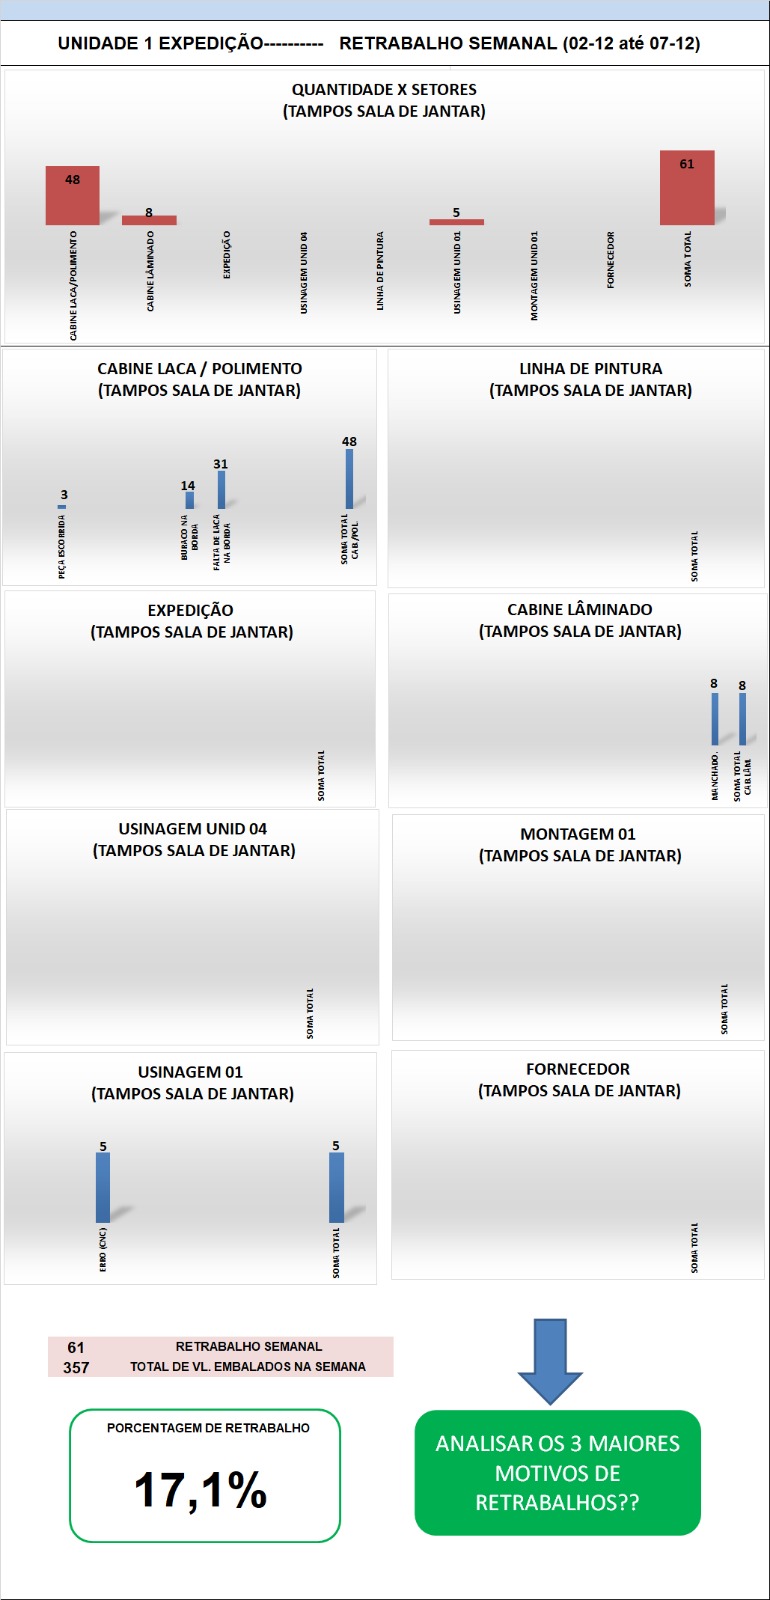 UNIDADE 1 EXPEDIÇÃO---------- RETRABALHO SEMANAL (02-12 até 07-12)
QUANTIDADE X SETORES
(TAMPOS SALA DE JANTAR)
48
8
5
61
CABINE LACA/POLIMENTO
CABINE LÂMINADO
EXPEDIÇÃO
USINAGEM UNID 04
LINHA DE PINTURA
USINAGEM UNID 01
MONTAGEM UNID 01
FORNECEDOR
SOMA TOTAL
CABINE LACA / POLIMENTO
(TAMPOS SALA DE JANTAR)
3
14
31
48
PEÇA ESCORRIDA
BURACO NA
BORDA
FALTA DE LACA
NA BORDA
SOMA TOTAL
CAB./POL.
LINHA DE PINTURA
(TAMPOS SALA DE JANTAR)
SOMA TOTAL
EXPEDIÇÃO
(TAMPOS SALA DE JANTAR)
SOMA TOTAL
CABINE LÂMINADO
(TAMPOS SALA DE JANTAR)
8
8
MANCHADO.
SOMA TOTAL
CAB. LÂM.
USINAGEM UNID 04
(TAMPOS SALA DE JANTAR)
SOMA TOTAL
MONTAGEM 01
(TAMPOS SALA DE JANTAR)
SOMA TOTAL
USINAGEM 01
(TAMPOS SALA DE JANTAR)
5
5
ERRO (CNC)
SOMA TOTAL
FORNECEDOR
(TAMPOS SALA DE JANTAR)
SOMA TOTAL
61 RETRABALHO SEMANAL
357 TOTAL DE VL. EMBALADOS NA SEMANA
PORCENTAGEM DE RETRABALHO
17,1%
ANALISAR OS 3 MAIORES
MOTIVOS DE
RETRABALHOS??